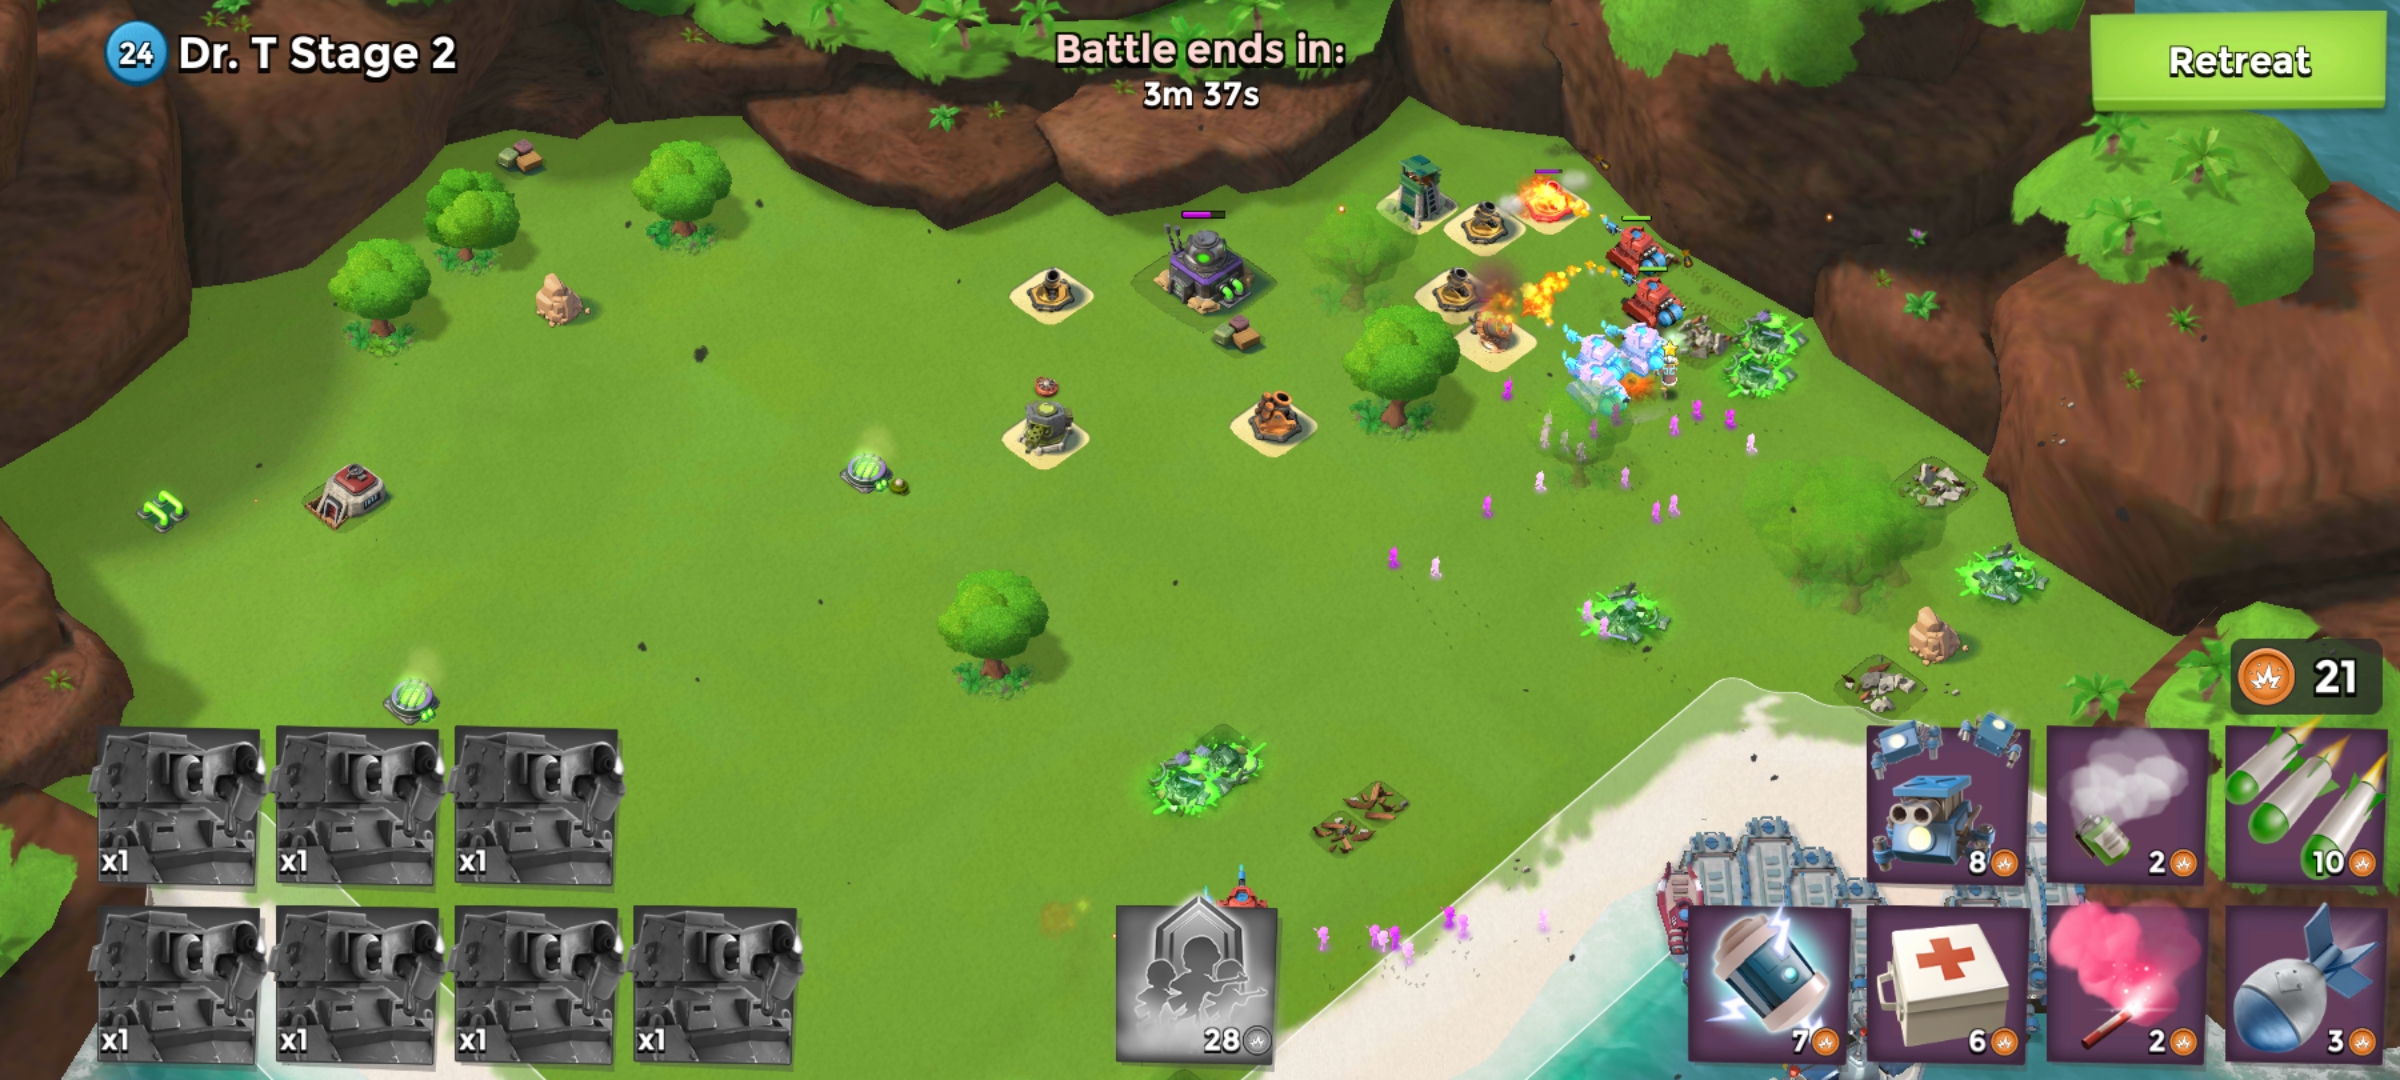 24 Dr. T Stage 2
Battle ends in:
3m 37s
Retreat
21
x1 x1 x1
8 2 10
x1 x1 x1 x1
28
7 6 2 3